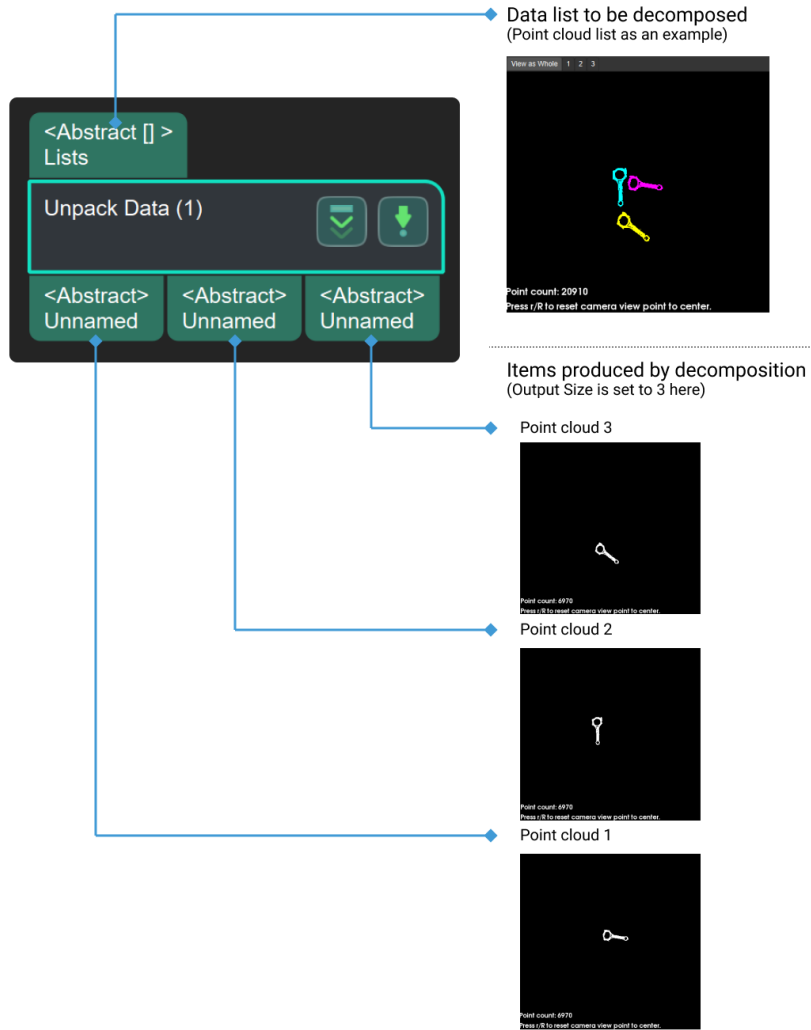 Data list to be decomposed
(Point cloud list as an example)
View as Whole 1 2 3
Point count: 20910
Press r/R to reset camera view point to center.
<Abstract [] >
Lists
Unpack Data (1)
<Abstract>
Unnamed
<Abstract>
Unnamed
<Abstract>
Unnamed
Items produced by decomposition
(Output Size is set to 3 here)
Point cloud 3
Point count: 6970
Press r/R to reset camera view point to center.
Point cloud 2
Point count: 6970
Press r/R to reset camera view point to center.
Point cloud 1
Point count: 6970
Press r/R to reset camera view point to center.